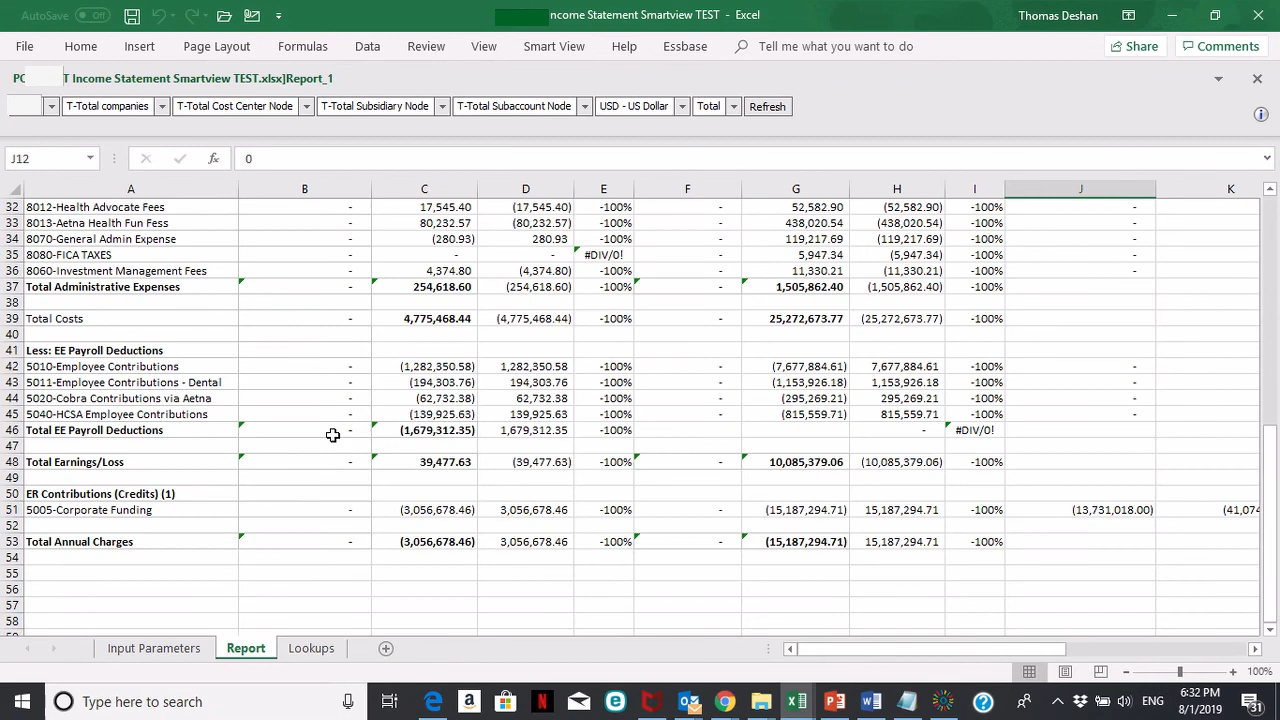 AutoSave Off
Income Statement Smartview TEST - Excel
Thomas Deshan
File Home Insert Page Layout Formulas Data Review View Smart View Help Essbase Tell me what you want to do Share Comments
PC T Income Statement Smartview TEST.xlsx]Report_1
T-Total companies T-Total Cost Center Node T-Total Subsidiary Node T-Total Subaccount Node USD - US Dollar Total Refresh
J12 fx 0
A B C D E F G H I J K
32 8012-Health Advocate Fees - 17,545.40 (17,545.40) -100% - 52,582.90 (52,582.90) -100% -
33 8013-Aetna Health Fun Fess - 80,232.57 (80,232.57) -100% - 438,020.54 (438,020.54) -100% -
34 8070-General Admin Expense - (280.93) 280.93 -100% - 119,217.69 (119,217.69) -100% -
35 8080-FICA TAXES - - - #DIV/0! - 5,947.34 (5,947.34) -100% -
36 8060-Investment Management Fees - 4,374.80 (4,374.80) -100% - 11,330.21 (11,330.21) -100% -
37 Total Administrative Expenses - 254,618.60 (254,618.60) -100% - 1,505,862.40 (1,505,862.40) -100%
38
39 Total Costs - 4,775,468.44 (4,775,468.44) -100% - 25,272,673.77 (25,272,673.77) -100%
40
41 Less: EE Payroll Deductions
42 5010-Employee Contributions - (1,282,350.58) 1,282,350.58 -100% - (7,677,884.61) 7,677,884.61 -100% -
43 5011-Employee Contributions - Dental - (194,303.76) 194,303.76 -100% - (1,153,926.18) 1,153,926.18 -100% -
44 5020-Cobra Contributions via Aetna - (62,732.38) 62,732.38 -100% - (295,269.21) 295,269.21 -100% -
45 5040-HCSA Employee Contributions - (139,925.63) 139,925.63 -100% - (815,559.71) 815,559.71 -100% -
46 Total EE Payroll Deductions - (1,679,312.35) 1,679,312.35 -100% - #DIV/0!
47
48 Total Earnings/Loss - 39,477.63 (39,477.63) -100% - 10,085,379.06 (10,085,379.06) -100%
49
50 ER Contributions (Credits) (1)
51 5005-Corporate Funding - (3,056,678.46) 3,056,678.46 -100% - (15,187,294.71) 15,187,294.71 -100% (13,731,018.00) (41,074
52
53 Total Annual Charges - (3,056,678.46) 3,056,678.46 -100% - (15,187,294.71) 15,187,294.71 -100%
54
55
56
57
58
Input Parameters Report Lookups
100%
Type here to search
ENG 6:32 PM 8/1/2019 31